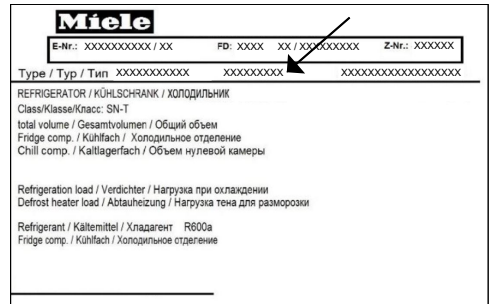 Miele
E-Nr.: XXXXXXXXXX / XX FD: XXXX XX / XXXXXXXXX Z-Nr.: XXXXXX
Type / Typ / Тип XXXXXXXXXXX XXXXXXXXX XXXXXXXXXXXXXXXXXX
REFRIGERATOR / KÜHLSCHRANK / ХОЛОДИЛЬНИК
Class/Klasse/Класс: SN-T
total volume / Gesamtvolumen / Общий объем
Fridge comp. / Kühlfach / Холодильное отделение
Chill comp. / Kaltlagerfach / Объем нулевой камеры
Refrigeration load / Verdichter / Нагрузка при охлаждении
Defrost heater load / Abtauheizung / Нагрузка тена для разморозки
Refrigerant / Kältemittel / Хладагент R600a
Fridge comp. / Kühlfach / Холодильное отделение